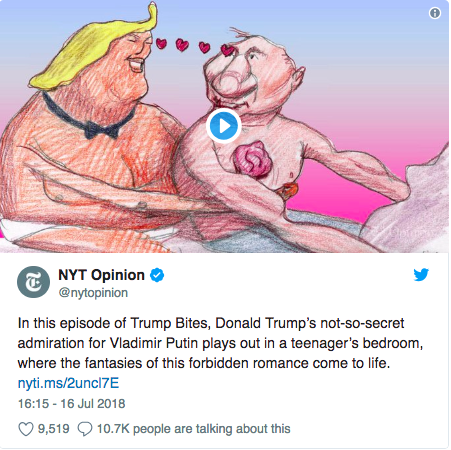 NYT Opinion
@nytopinion
In this episode of Trump Bites, Donald Trump's not-so-secret
admiration for Vladimir Putin plays out in a teenager's bedroom,
where the fantasies of this forbidden romance come to life.
nyti.ms/2uncl7E
16:15 - 16 Jul 2018
9,519 10.7K people are talking about this